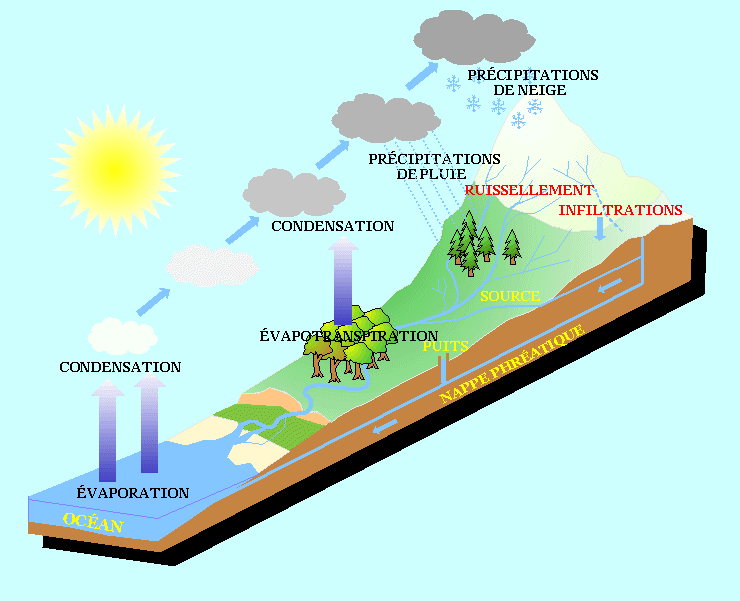 PRÉCIPITATIONS
DE NEIGE
PRÉCIPITATIONS
DE PLUIE
RUISSELLEMENT
INFILTRATIONS
CONDENSATION
SOURCE
ÉVAPOTRANSPIRATION
PUITS
NAPPE PHRÉATIQUE
CONDENSATION
ÉVAPORATION
OCÉAN